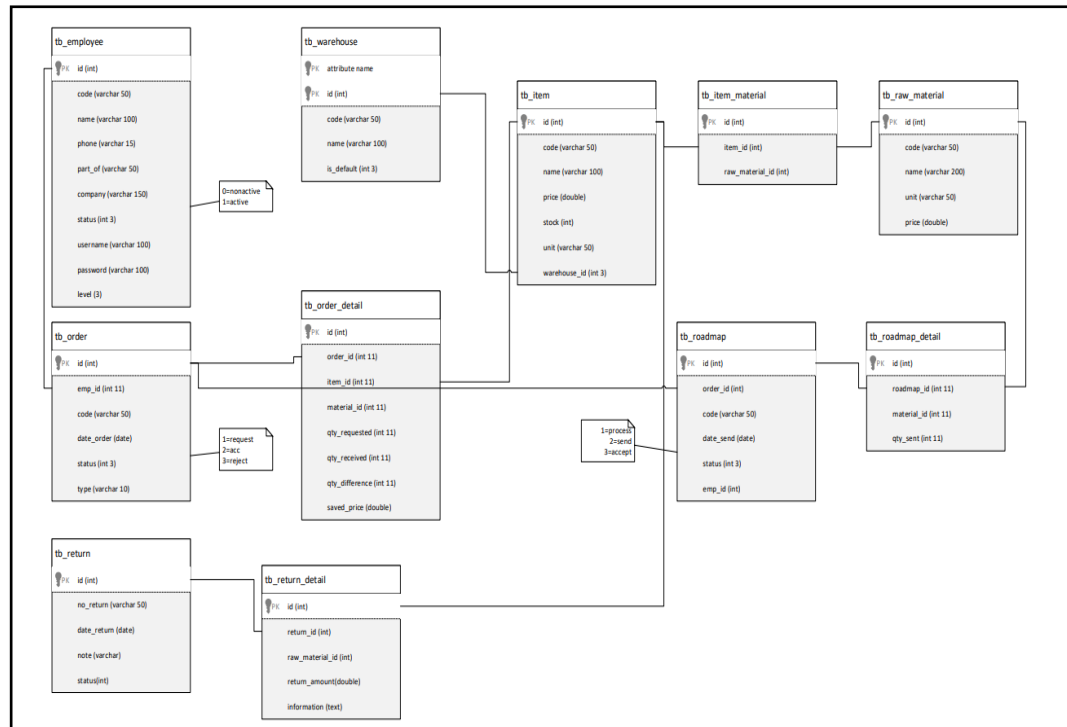 tb_employee
PK id (int)
code (varchar 50)
name (varchar 100)
phone (varchar 15)
part_of (varchar 50)
company (varchar 150)
status (int 3)
username (varchar 100)
password (varchar 100)
level (3)
0=nonactive
1=active
tb_warehouse
PK attribute name
PK id (int)
code (varchar 50)
name (varchar 100)
is_default (int 3)
tb_item
PK id (int)
code (varchar 50)
name (varchar 100)
price (double)
stock (int)
unit (varchar 50)
warehouse_id (int 3)
tb_item_material
PK id (int)
item_id (int)
raw_material_id (int)
tb_raw_material
PK id (int)
code (varchar 50)
name (varchar 200)
unit (varchar 50)
price (double)
tb_order
PK id (int)
emp_id (int 11)
code (varchar 50)
date_order (date)
status (int 3)
type (varchar 10)
1=request
2=acc
3=reject
tb_order_detail
PK id (int)
order_id (int 11)
item_id (int 11)
material_id (int 11)
qty_requested (int 11)
qty_received (int 11)
qty_difference (int 11)
saved_price (double)
1=process
2=send
3=accept
tb_roadmap
PK id (int)
order_id (int)
code (varchar 50)
date_send (date)
status (int 3)
emp_id (int)
tb_roadmap_detail
PK id (int)
roadmap_id (int 11)
material_id (int 11)
qty_sent (int 11)
tb_return
PK id (int)
no_return (varchar 50)
date_return (date)
note (varchar)
status(int)
tb_return_detail
PK id (int)
return_id (int)
raw_material_id (int)
return_amount(double)
information (text)